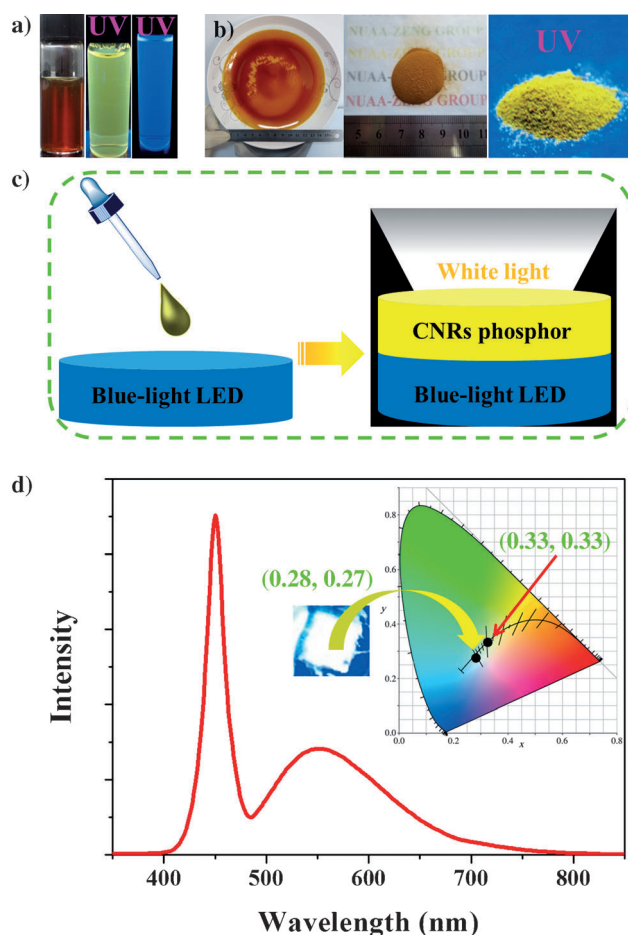 a)
UV
UV
b)
NUAA-ZENG GROUP
NUAA-ZENG GROUP
NUAA-ZENG GROUP
5 6 7 8 9 10 11
UV
c)
White light
CNRs phosphor
Blue-light LED
Blue-light LED
d)
(0.33, 0.33)
(0.28, 0.27)
y
0.8
0.6
0.4
0.2
0.0
0.0 0.2 0.4 0.6 0.8
x
Intensity
400 500 600 700 800
Wavelength (nm)